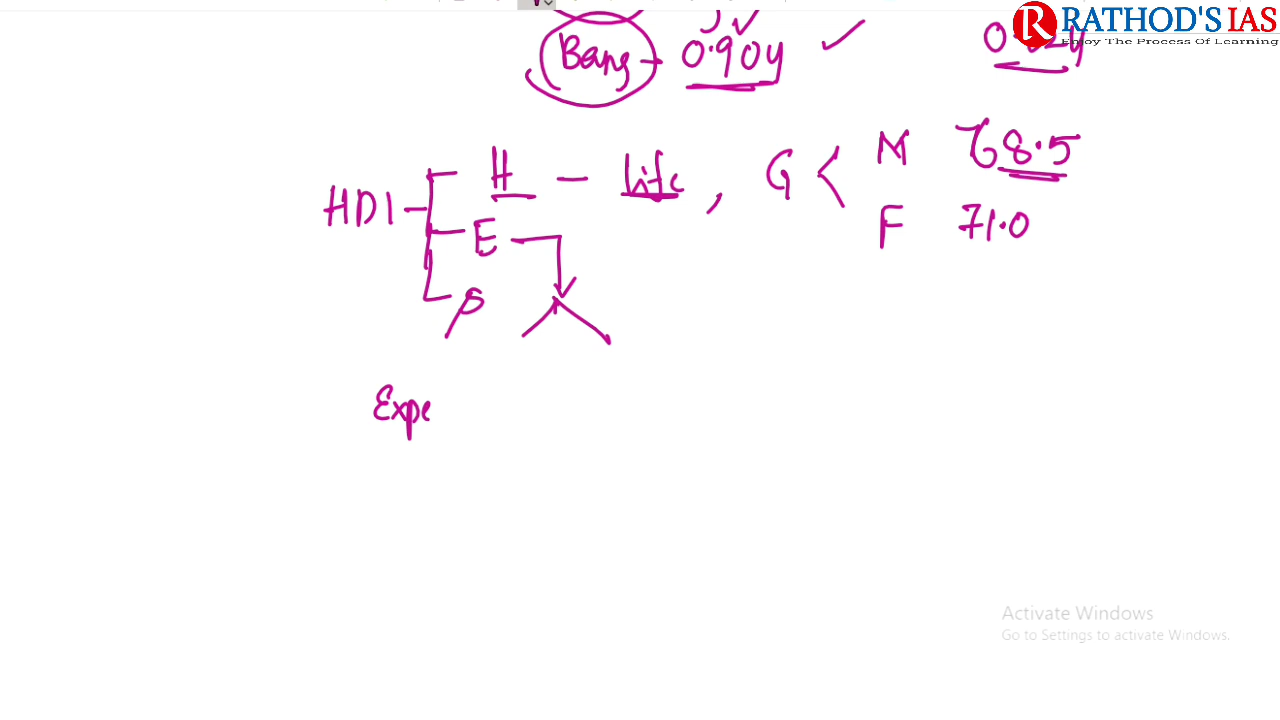 RATHOD'S IAS
Enjoy The Process Of Learning
Bang - 0.904
HDI H - life, G < M 68.5
E F 71.0
P
Expe
Activate Windows
Go to Settings to activate Windows.